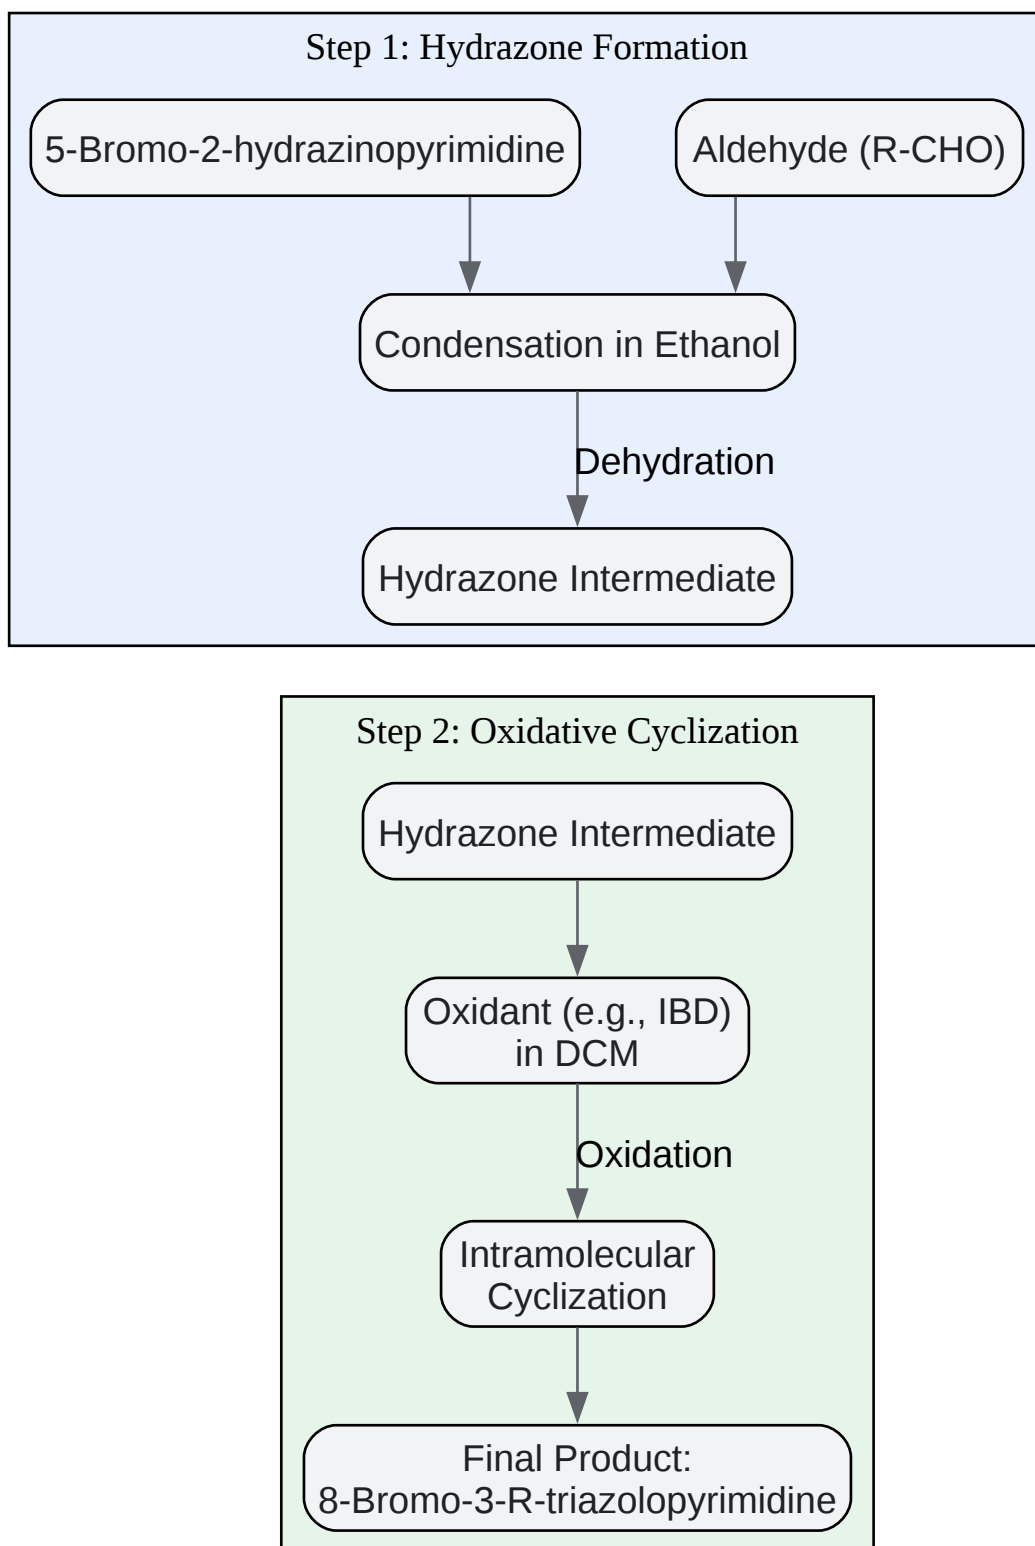 Step 1: Hydrazone Formation
5-Bromo-2-hydrazinopyrimidine
Aldehyde (R-CHO)
Condensation in Ethanol
Dehydration
Hydrazone Intermediate
Step 2: Oxidative Cyclization
Hydrazone Intermediate
Oxidant (e.g., IBD)
in DCM
Oxidation
Intramolecular
Cyclization
Final Product:
8-Bromo-3-R-triazolopyrimidine